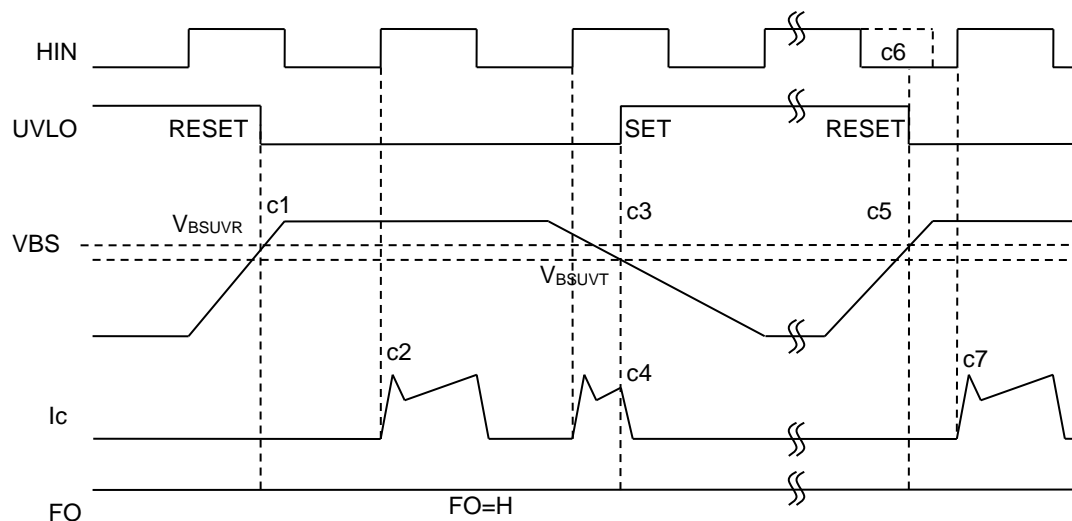 HIN
c6
UVLO
RESET
SET
RESET
c1
c3
c5
VBSUVR
VBS
VBSUVT
c2
c4
c7
Ic
FO=H
FO